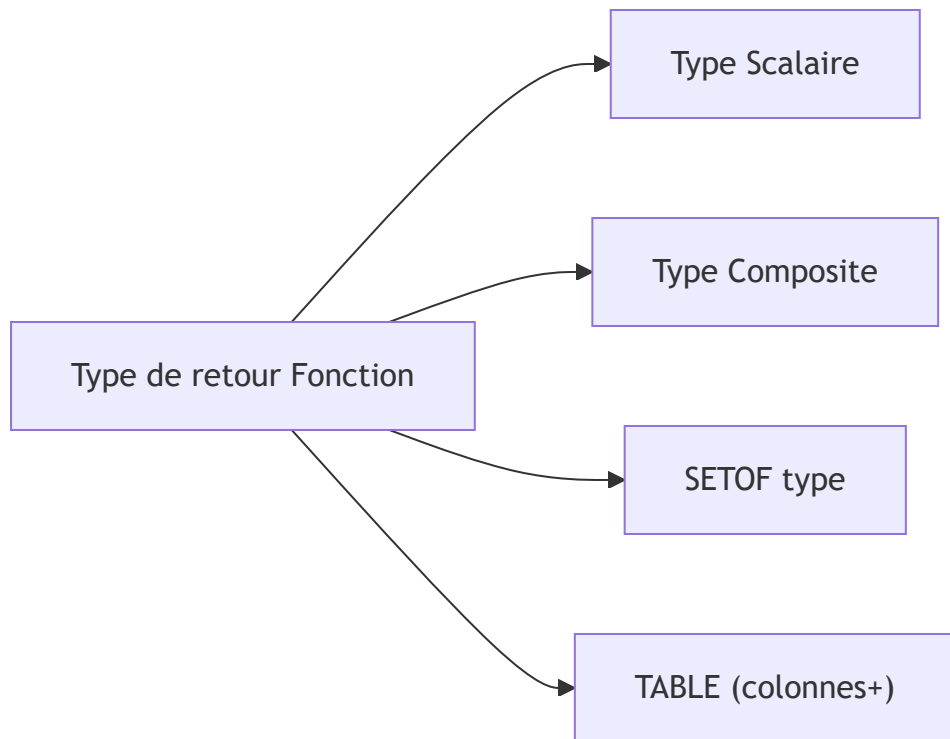 Type Scalaire
Type Composite
Type de retour Fonction
SETOF type
TABLE (colonnes+)